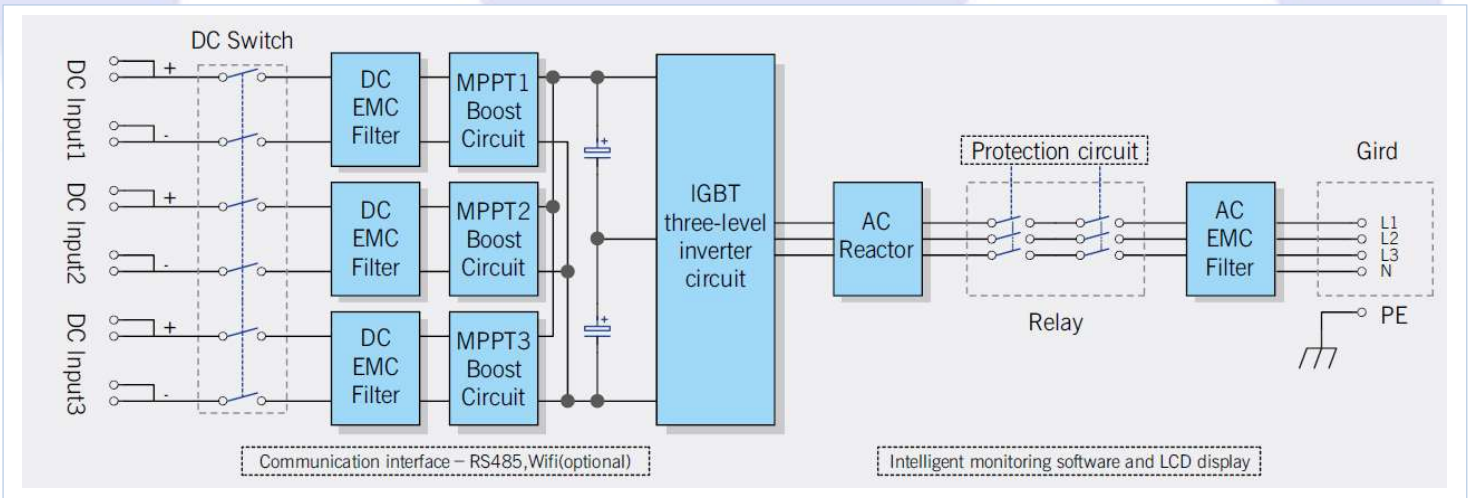 DC Switch
DC Input1
+
-
DC Input2
+
-
DC Input3
+
-
DC
EMC
Filter
MPPT1
Boost
Circuit
DC
EMC
Filter
MPPT2
Boost
Circuit
DC
EMC
Filter
MPPT3
Boost
Circuit
+
+
IGBT
three-level
inverter
circuit
AC
Reactor
Protection circuit
Relay
AC
EMC
Filter
Gird
L1
L2
L3
N
PE
Communication interface – RS485,Wifi(optional)
Intelligent monitoring software and LCD display